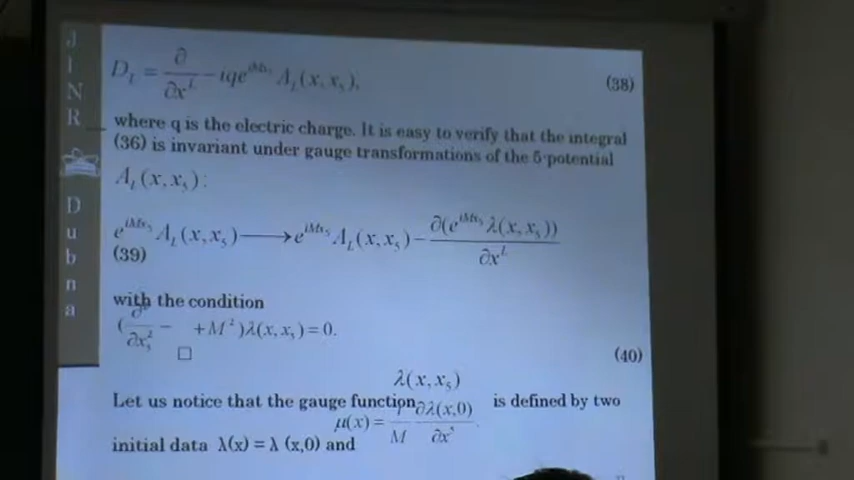 JINR Dubna
D_L = ∂/∂x^L − iqe^{iMx_5} A_L(x, x_5), (38)
where q is the electric charge. It is easy to verify that the integral
(36) is invariant under gauge transformations of the 5-potential
A_L(x, x_5) :
e^{iMx_5} A_L(x, x_5) ⟶ e^{iMx_5} A_L(x, x_5) − ∂(e^{iMx_5} λ(x, x_5))/∂x^L
(39)
with the condition
(∂²/∂x_5² − □ + M²)λ(x, x_5) = 0.
(40)
λ(x, x_5)
Let us notice that the gauge function is defined by two
μ(x) = ∂λ(x,0)
M ∂x⁵
initial data λ(x) = λ (x,0) and